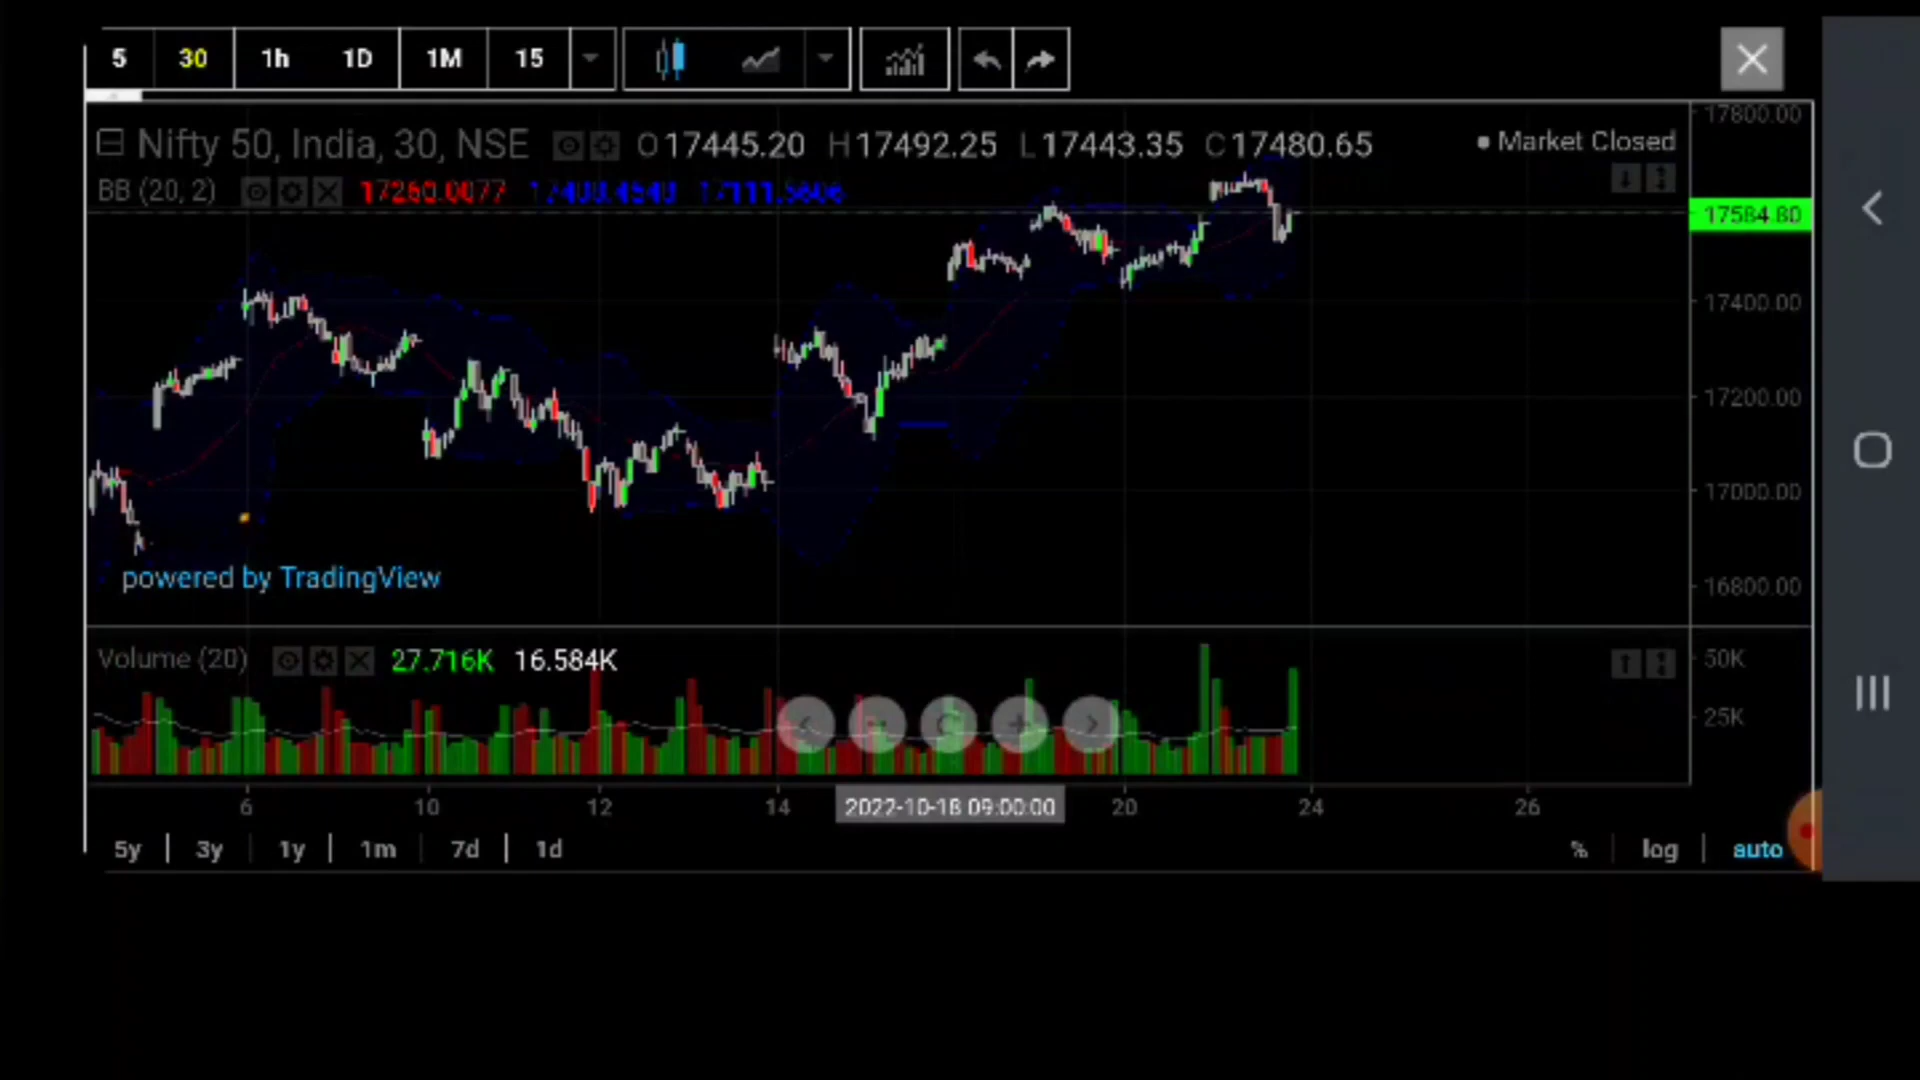 5 30 1h 1D 1M 15
17800.00
Nifty 50, India, 30, NSE O17445.20 H17492.25 L17443.35 C17480.65 Market Closed
BB (20, 2) 17260.0077
17584.80
17400.00
17200.00
17000.00
powered by TradingView
16800.00
Volume (20) 27.716K 16.584K 50K
25K
6 10 12 14 2022-10-18 09:00:00 20 24 26
5y 3y 1y 1m 7d 1d % log auto